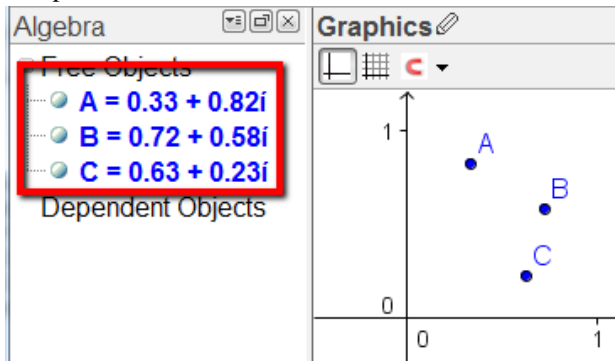 Algebra
Free Objects
A = 0.33 + 0.82í
B = 0.72 + 0.58í
C = 0.63 + 0.23í
Dependent Objects
Graphics
1
A
B
C
0
0
1